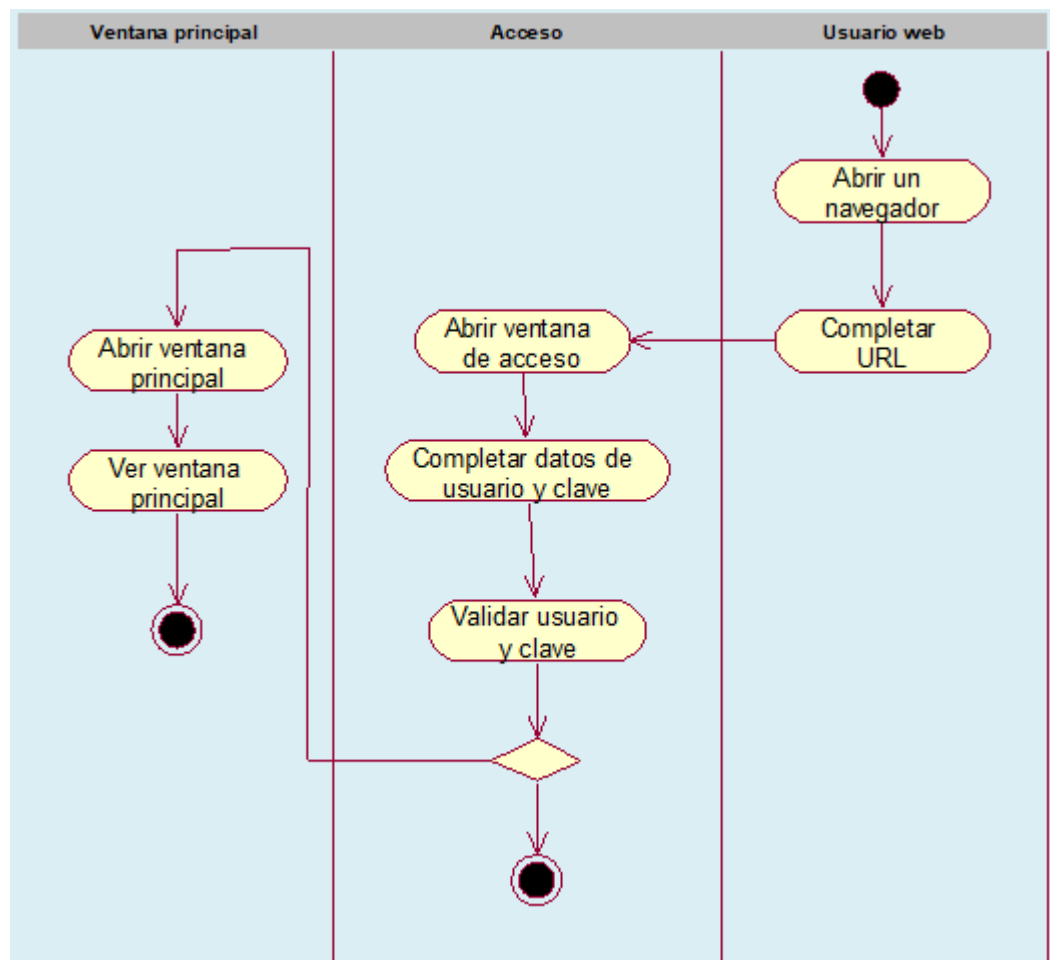 Ventana principal
Acceso
Usuario web
Abrir un
navegador
Completar
URL
Abrir ventana
de acceso
Completar datos de
usuario y clave
Validar usuario
y clave
Abrir ventana
principal
Ver ventana
principal